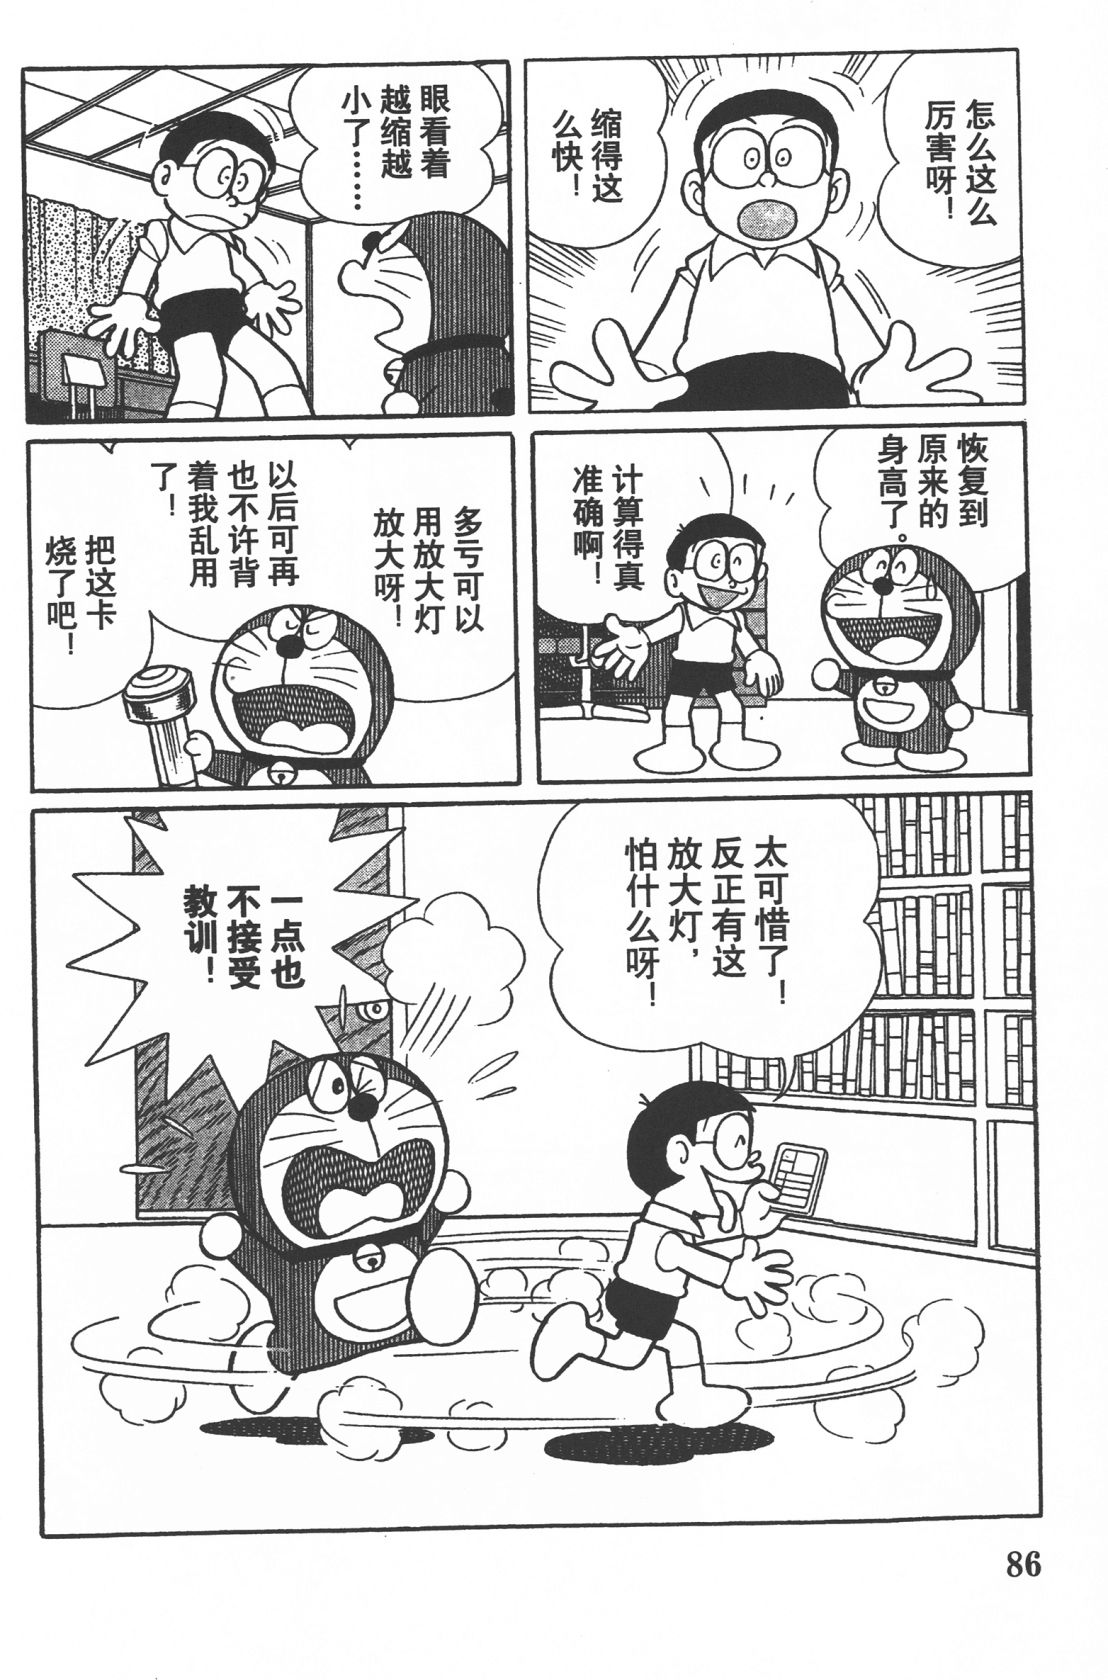 怎么这么
厉害呀！
缩得这
么快！
眼看着
越缩越
小了……
恢复到
原来的
身高了。
计算得真
准确啊！
多亏可以
用放大灯
放大呀！
以后可再
也不许背
着我乱用
了！
把这卡
烧了吧！
太可惜了！
反正有这
放大灯，
怕什么呀！
一点也
不接受
教训！
86